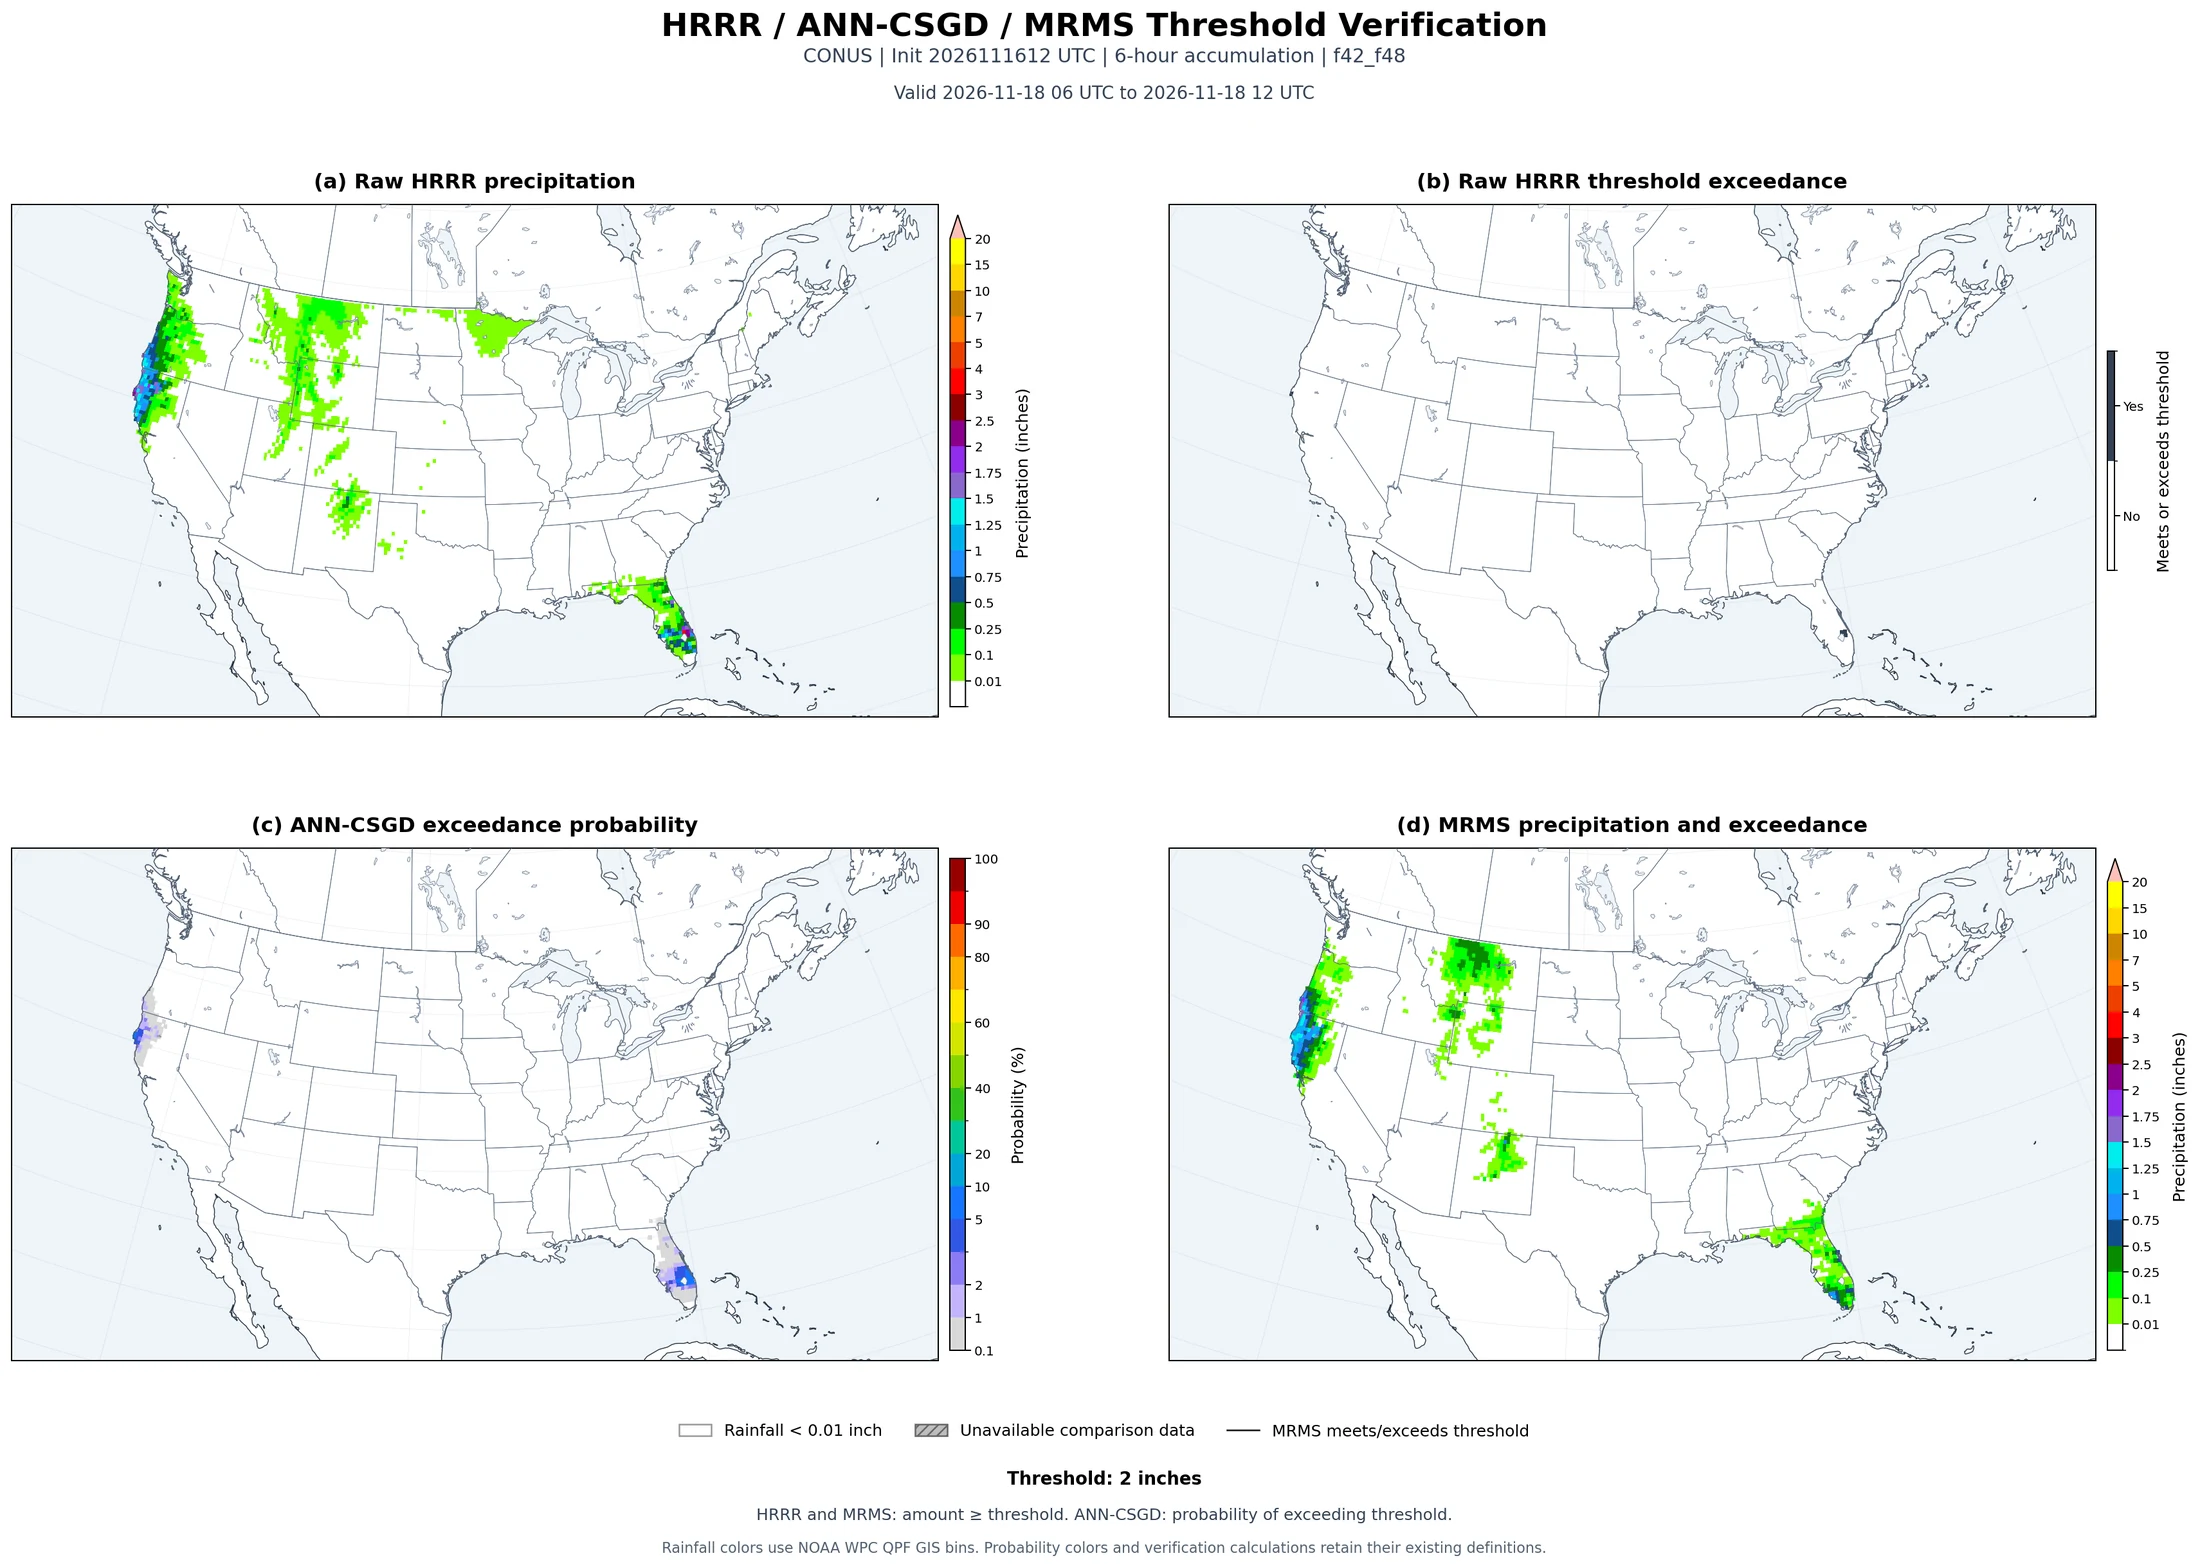 HRRR / ANN-CSGD / MRMS Threshold Verification
CONUS | Init 2026111612 UTC | 6-hour accumulation | f42_f48
Valid 2026-11-18 06 UTC to 2026-11-18 12 UTC
(a) Raw HRRR precipitation
20
15
10
7
5
4
3
2.5
2
1.75
1.5
1.25
1
0.75
0.5
0.25
0.1
0.01
Precipitation (inches)
(b) Raw HRRR threshold exceedance
Yes
No
Meets or exceeds threshold
(c) ANN-CSGD exceedance probability
100
90
80
60
40
20
10
5
2
1
0.1
Probability (%)
(d) MRMS precipitation and exceedance
20
15
10
7
5
4
3
2.5
2
1.75
1.5
1.25
1
0.75
0.5
0.25
0.1
0.01
Precipitation (inches)
Rainfall < 0.01 inch
Unavailable comparison data
MRMS meets/exceeds threshold
Threshold: 2 inches
HRRR and MRMS: amount ≥ threshold. ANN-CSGD: probability of exceeding threshold.
Rainfall colors use NOAA WPC QPF GIS bins. Probability colors and verification calculations retain their existing definitions.